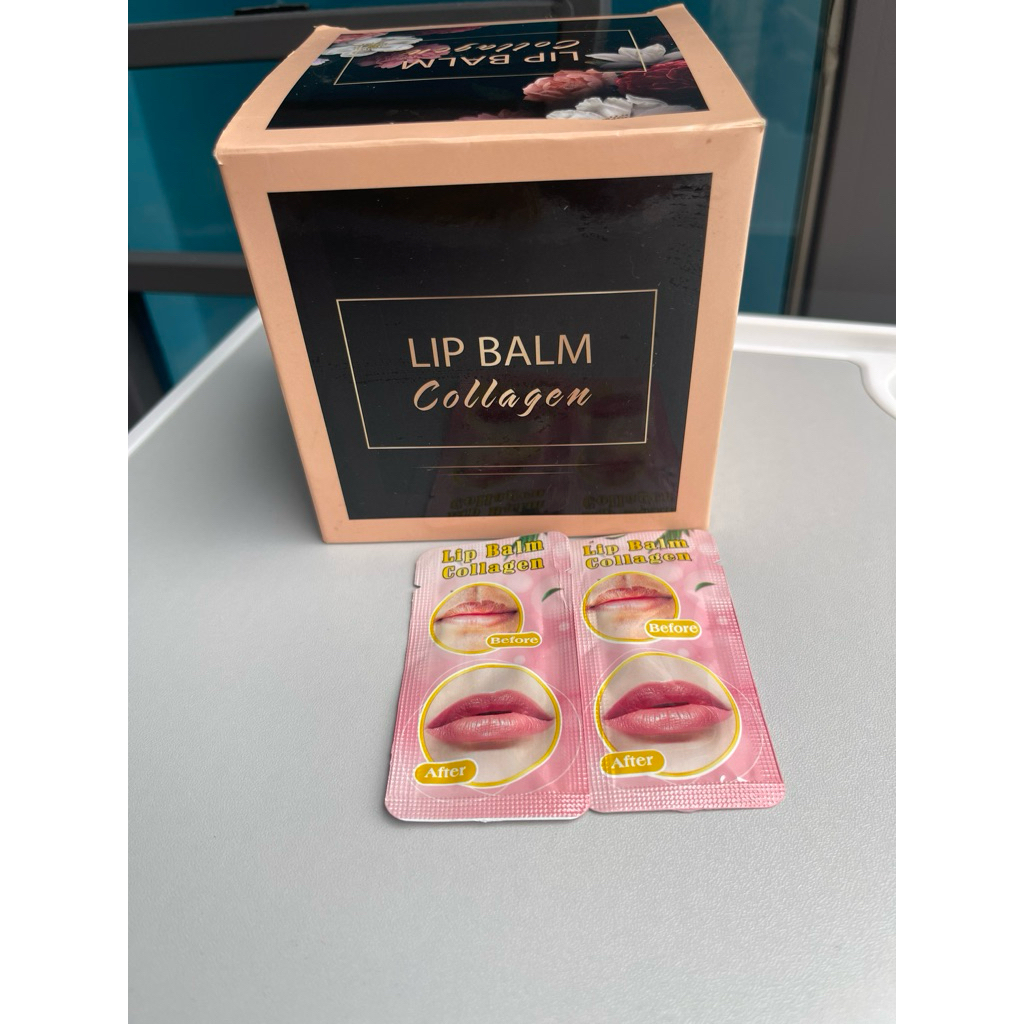 LIP BALM
Collagen
LIP BALM
Collagen
Lip Balm
Collagen
Before
After
Lip Balm
Collagen
Before
After